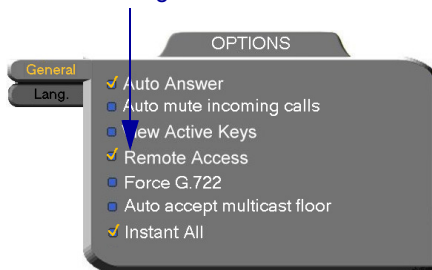 OPTIONS
General
Lang.
Auto Answer
Auto mute incoming calls
View Active Keys
Remote Access
Force G.722
Auto accept multicast floor
Instant All